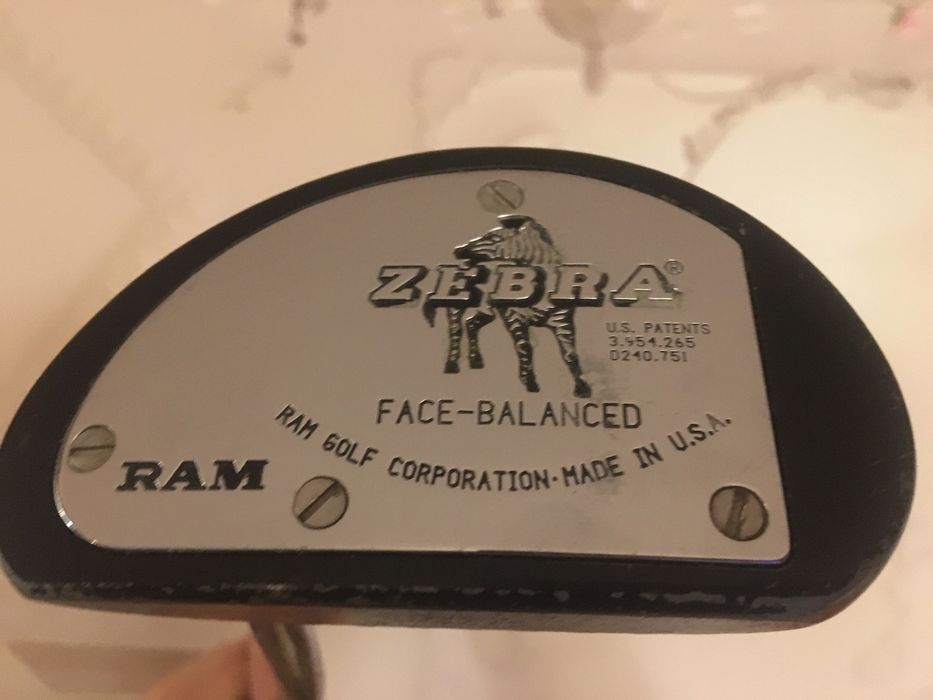 ZEBRA®
U.S. PATENTS
3.954.265
D240.751
FACE-BALANCED
RAM GOLF CORPORATION·MADE IN U.S.A.
RAM